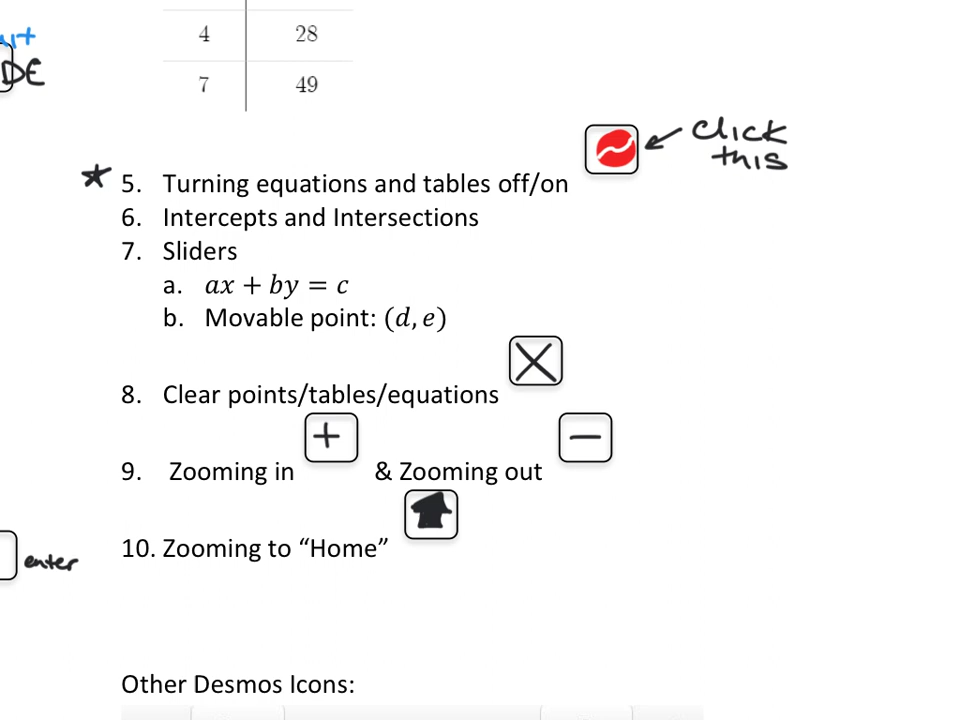 4 28
DE
7 49
click
this
* 5. Turning equations and tables off/on
6. Intercepts and Intersections
7. Sliders
a. ax + by = c
b. Movable point: (d, e)
8. Clear points/tables/equations X
9. Zooming in + & Zooming out −
10. Zooming to “Home”
enter
Other Desmos Icons: